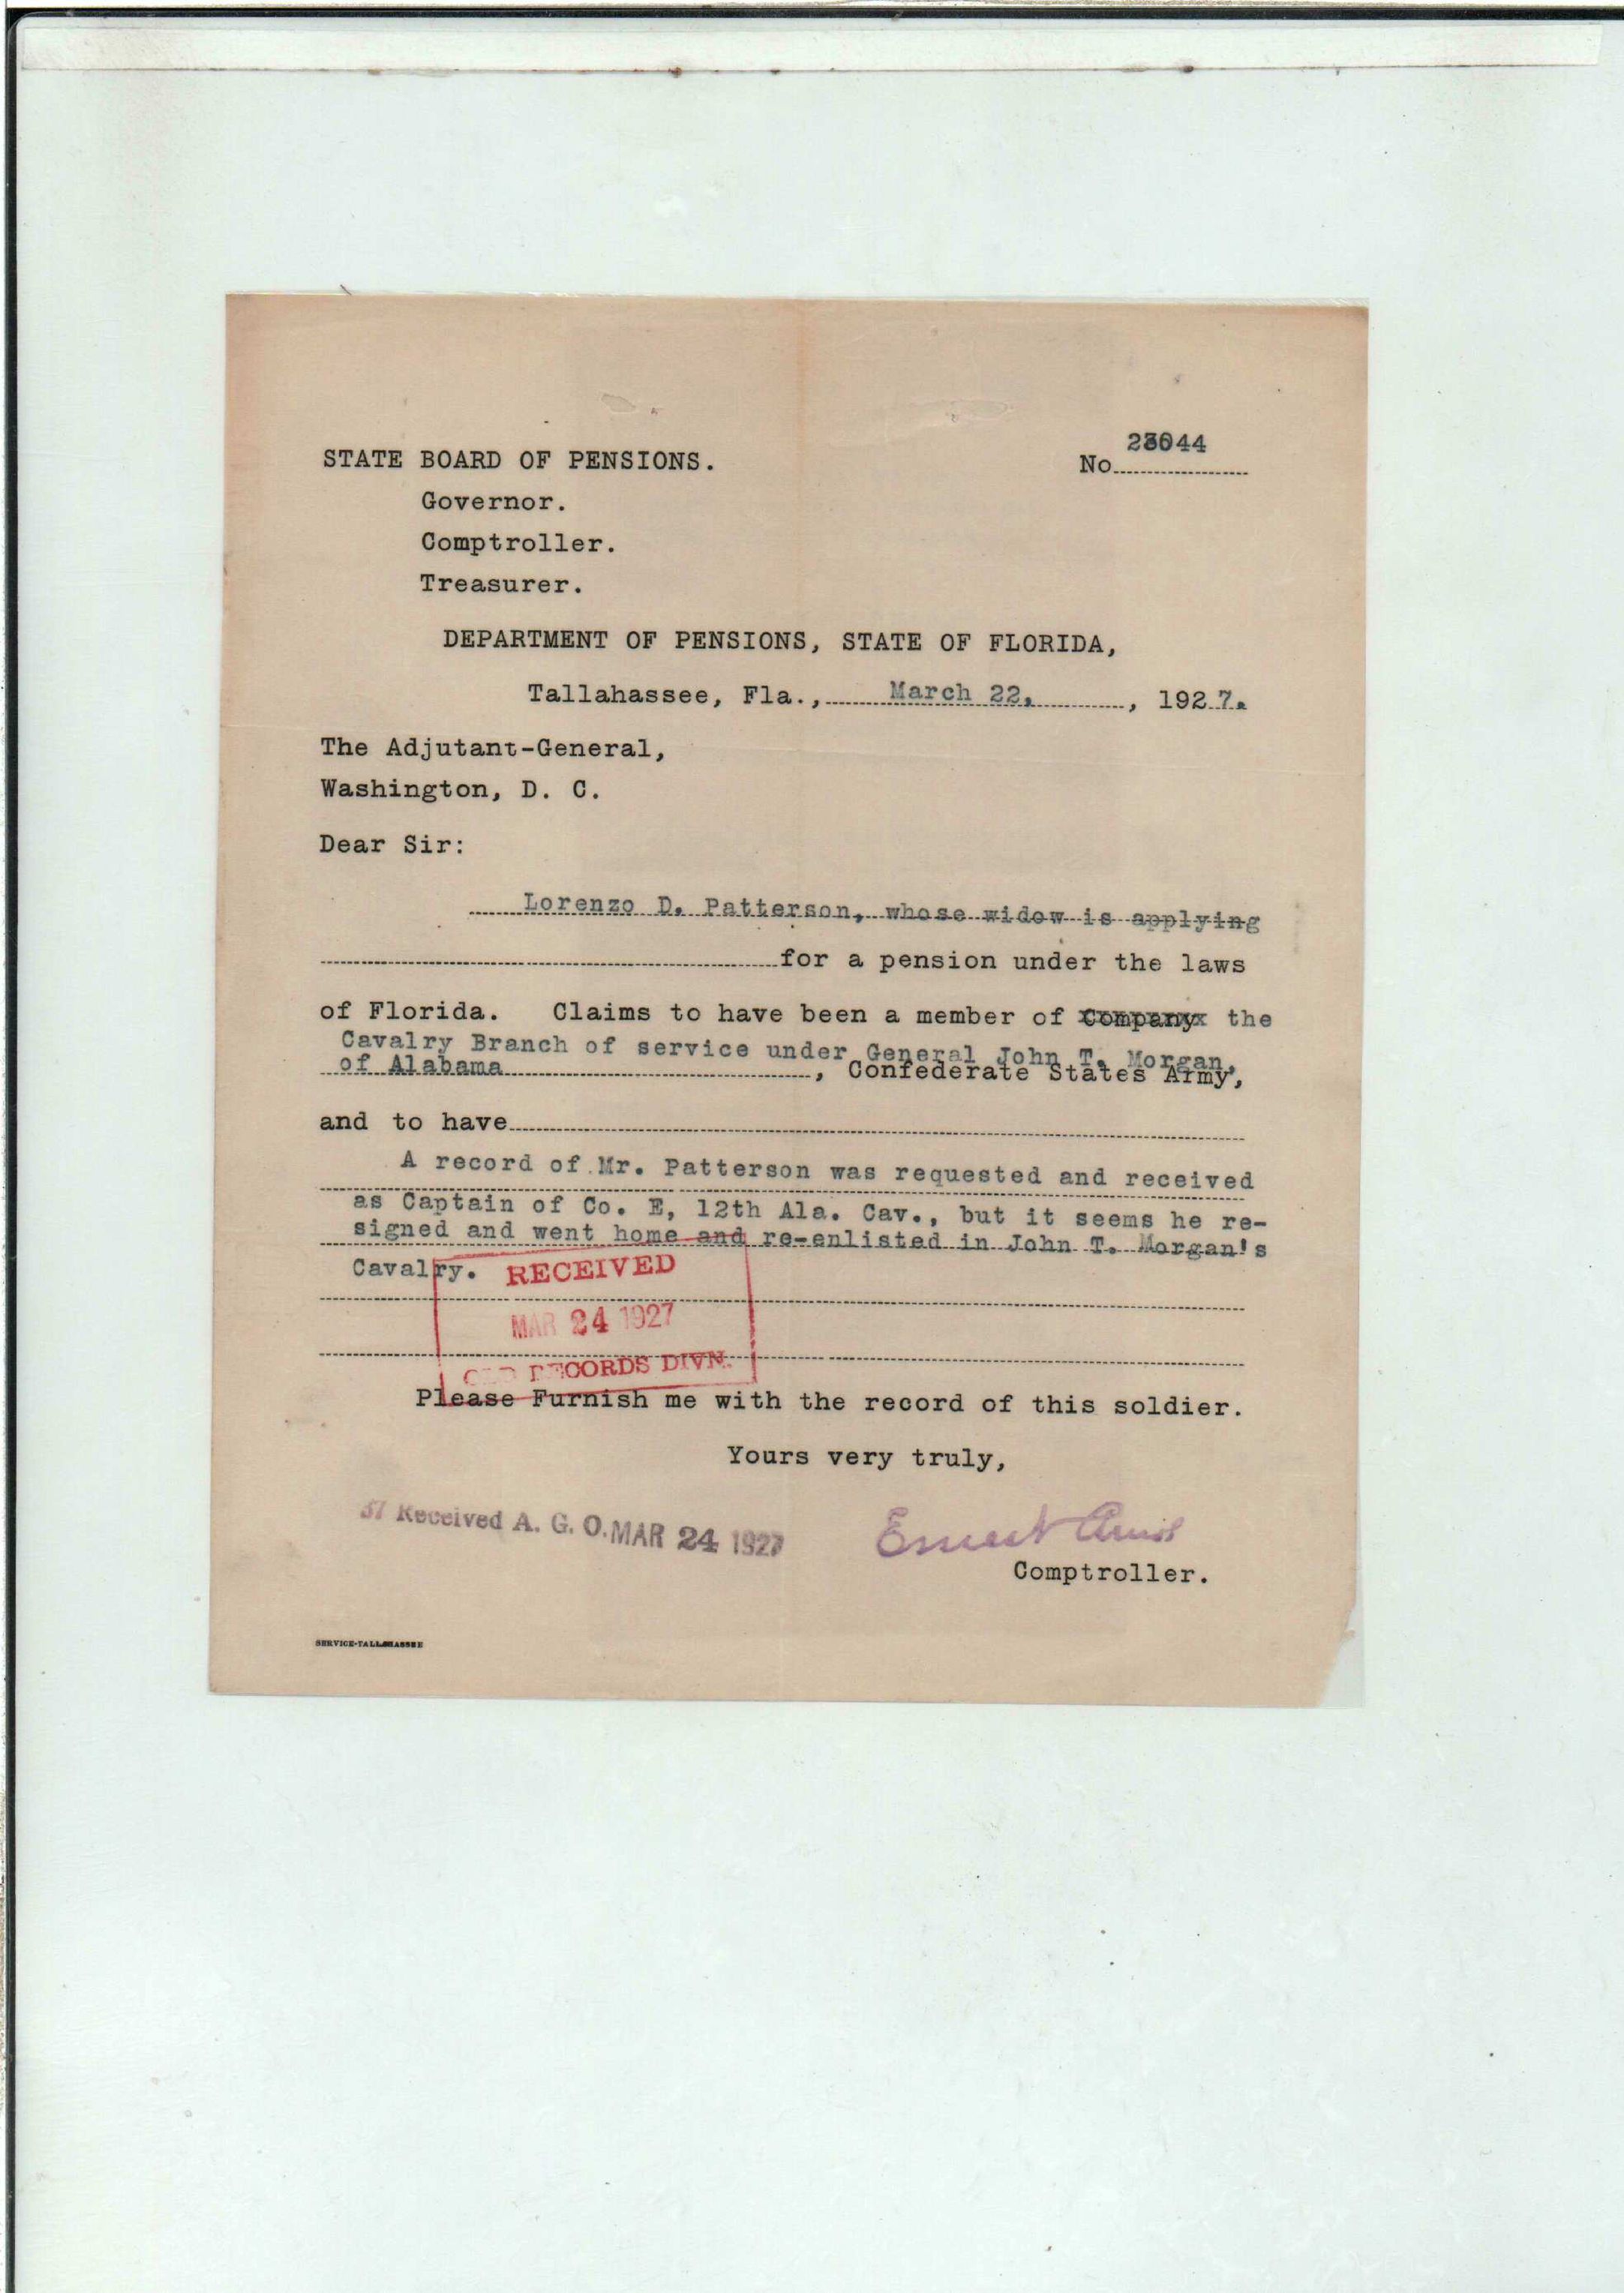 STATE BOARD OF PENSIONS.
No
Governor.
Comptroller.
Treasurer.
DEPARTMENT OF PENSIONS, STATE OF FLORIDA,
Tallahassee, Fla., March 22, , 1927.
The Adjutant-General,
Washington, D. C.
Dear Sir:
Lorenzo D. Patterson, whose widow is applying
for a pension under the laws
of Florida. Claims to have been a member of Company the
Cavalry Branch of service under General John T. Morgan,
of Alabama , Confederate States Army,
and to have
A record of Mr. Patterson was requested and received
as Captain of Co. E, 12th Ala. Cav., but it seems he re-
signed and went home and re-enlisted in John T. Morgan's
Cavalry.
RECEIVED
MAR 24 1927
RECORDS DIVN.
Please Furnish me with the record of this soldier.
Yours very truly,
37 Received A. G. O. MAR 24 1927
Ernest Amos
Comptroller.
SERVICE-TALLAHASSEE